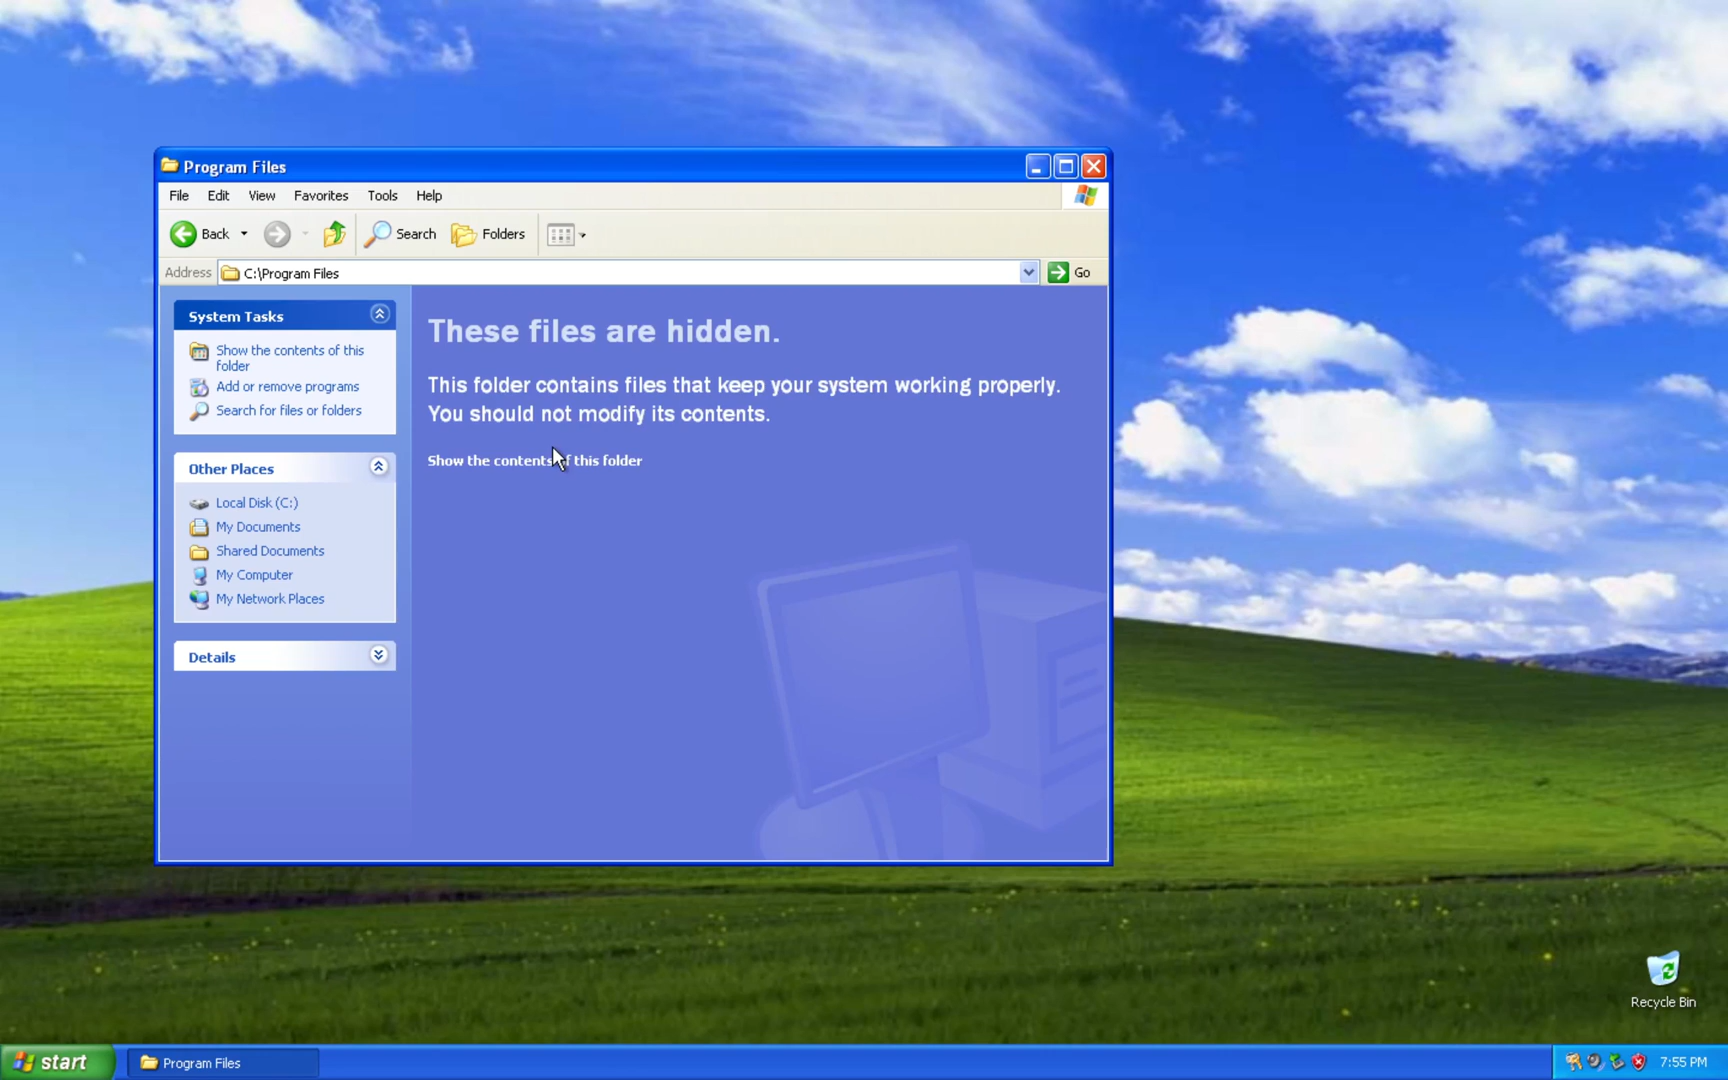 Program Files
File Edit View Favorites Tools Help
Back Search Folders
Address C:\Program Files Go
System Tasks
Show the contents of this
folder
Add or remove programs
Search for files or folders
Other Places
Local Disk (C:)
My Documents
Shared Documents
My Computer
My Network Places
Details
These files are hidden.
This folder contains files that keep your system working properly.
You should not modify its contents.
Show the contents of this folder
Recycle Bin
start Program Files 7:55 PM